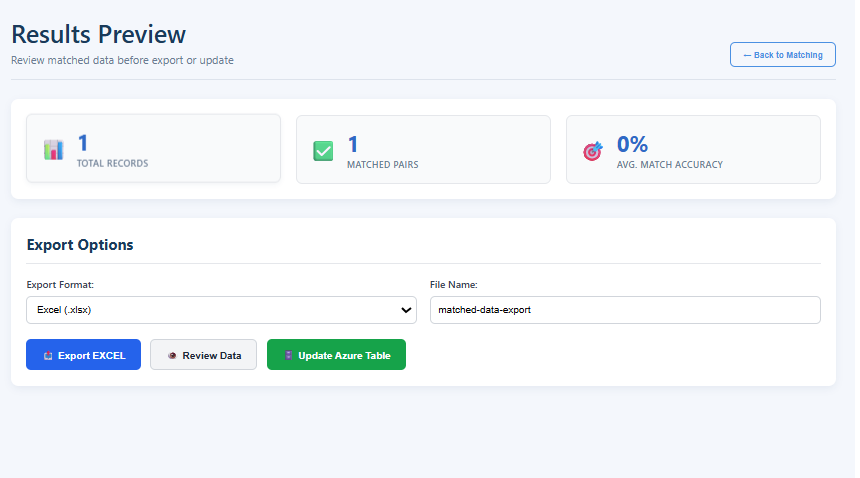 Results Preview
Review matched data before export or update
← Back to Matching
1
TOTAL RECORDS
1
MATCHED PAIRS
0%
AVG. MATCH ACCURACY
Export Options
Export Format:
File Name:
Excel (.xlsx)
matched-data-export
Export EXCEL
Review Data
Update Azure Table